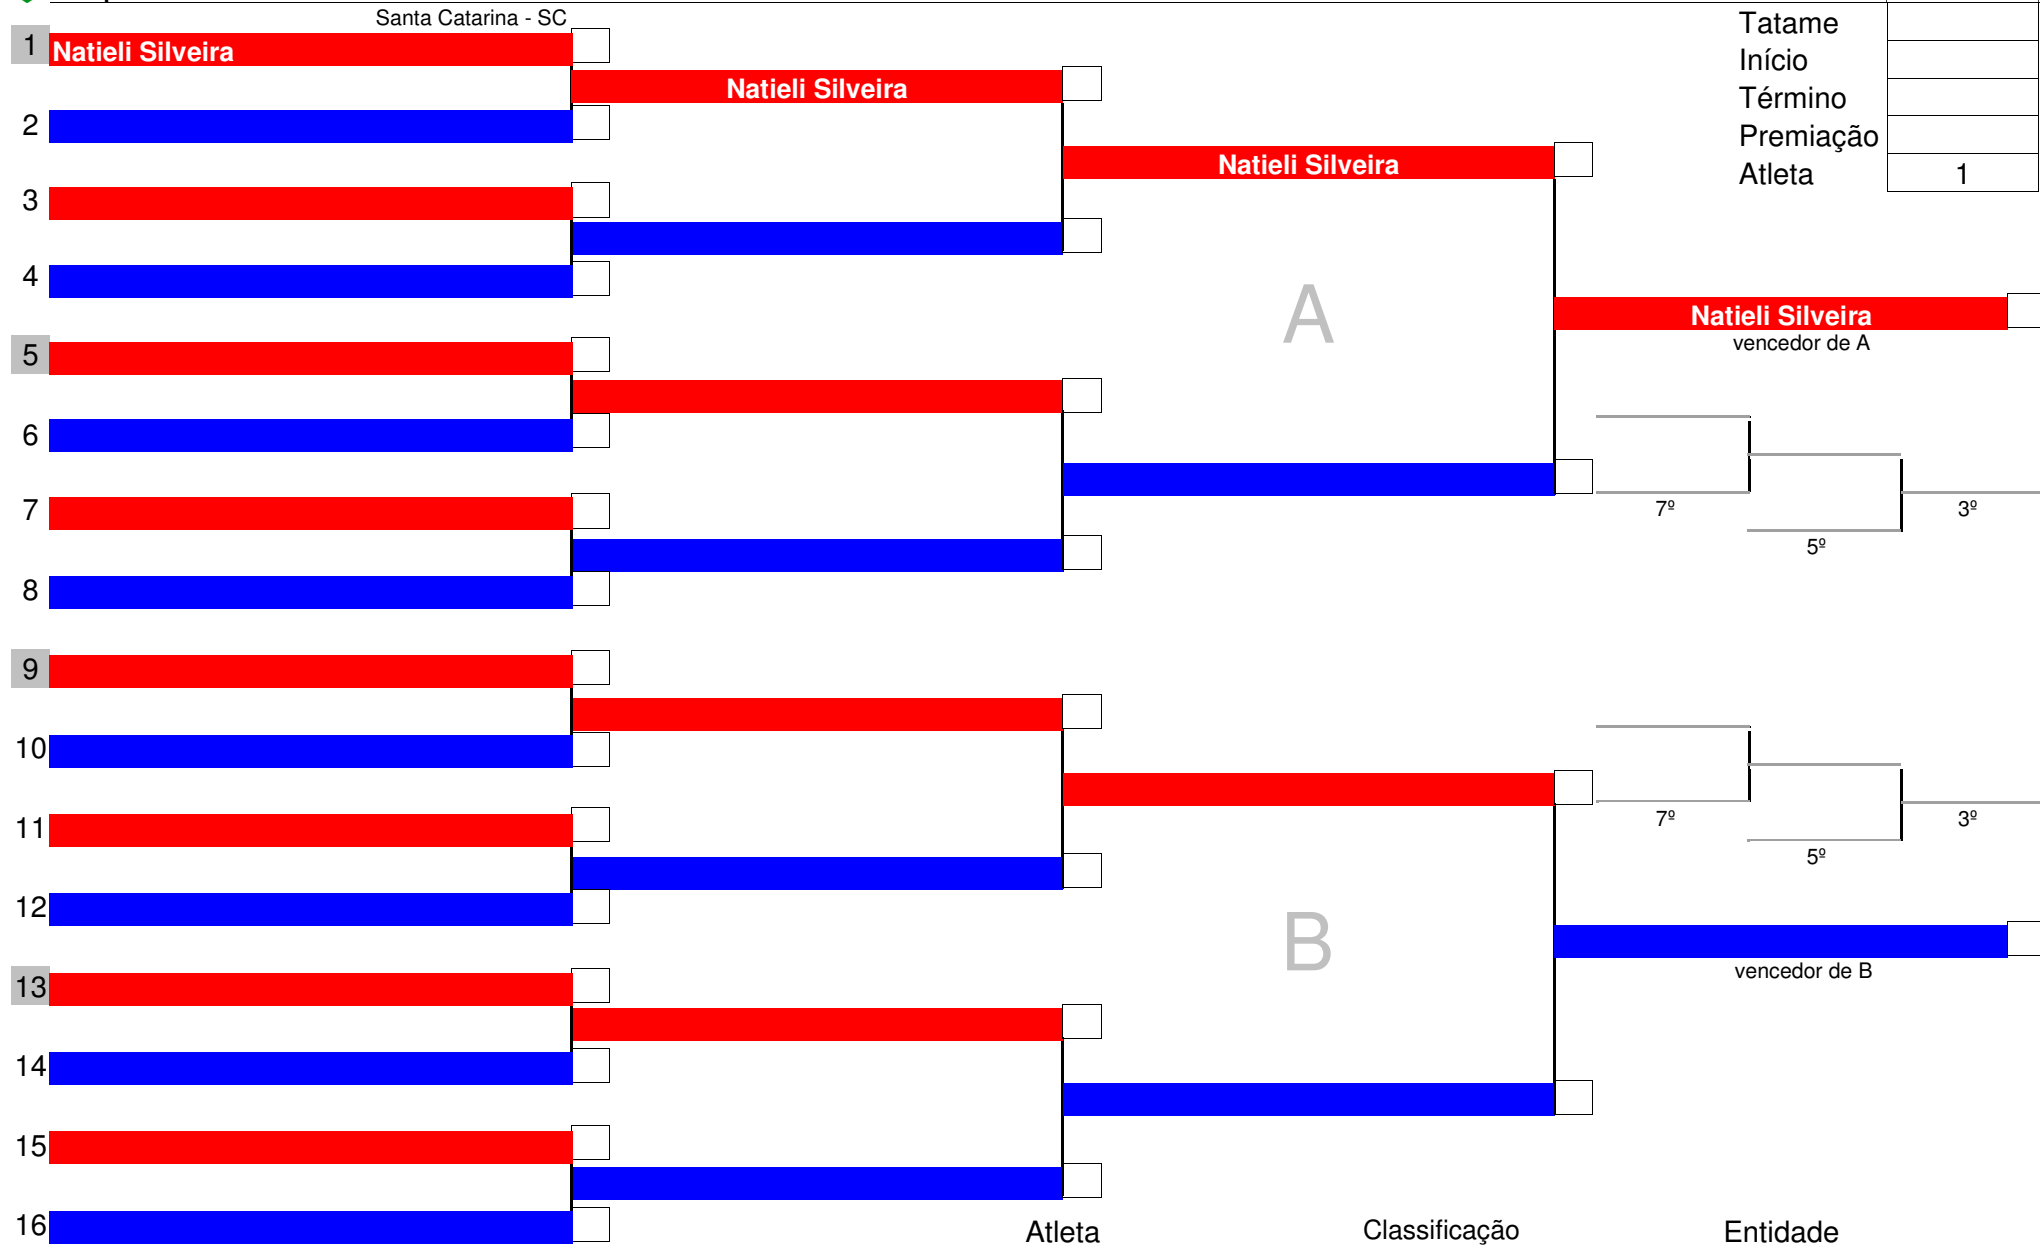 Santa Catarina - SC
Tatame
1 Natieli Silveira
Início
Natieli Silveira
Término
2
Premiação
Natieli Silveira
Atleta 1
3
4
A
Natieli Silveira
vencedor de A
5
6
7
7º 3º
5º
8
9
10
11
7º 3º
5º
12
B
vencedor de B
13
14
15
16
Atleta Classificação Entidade